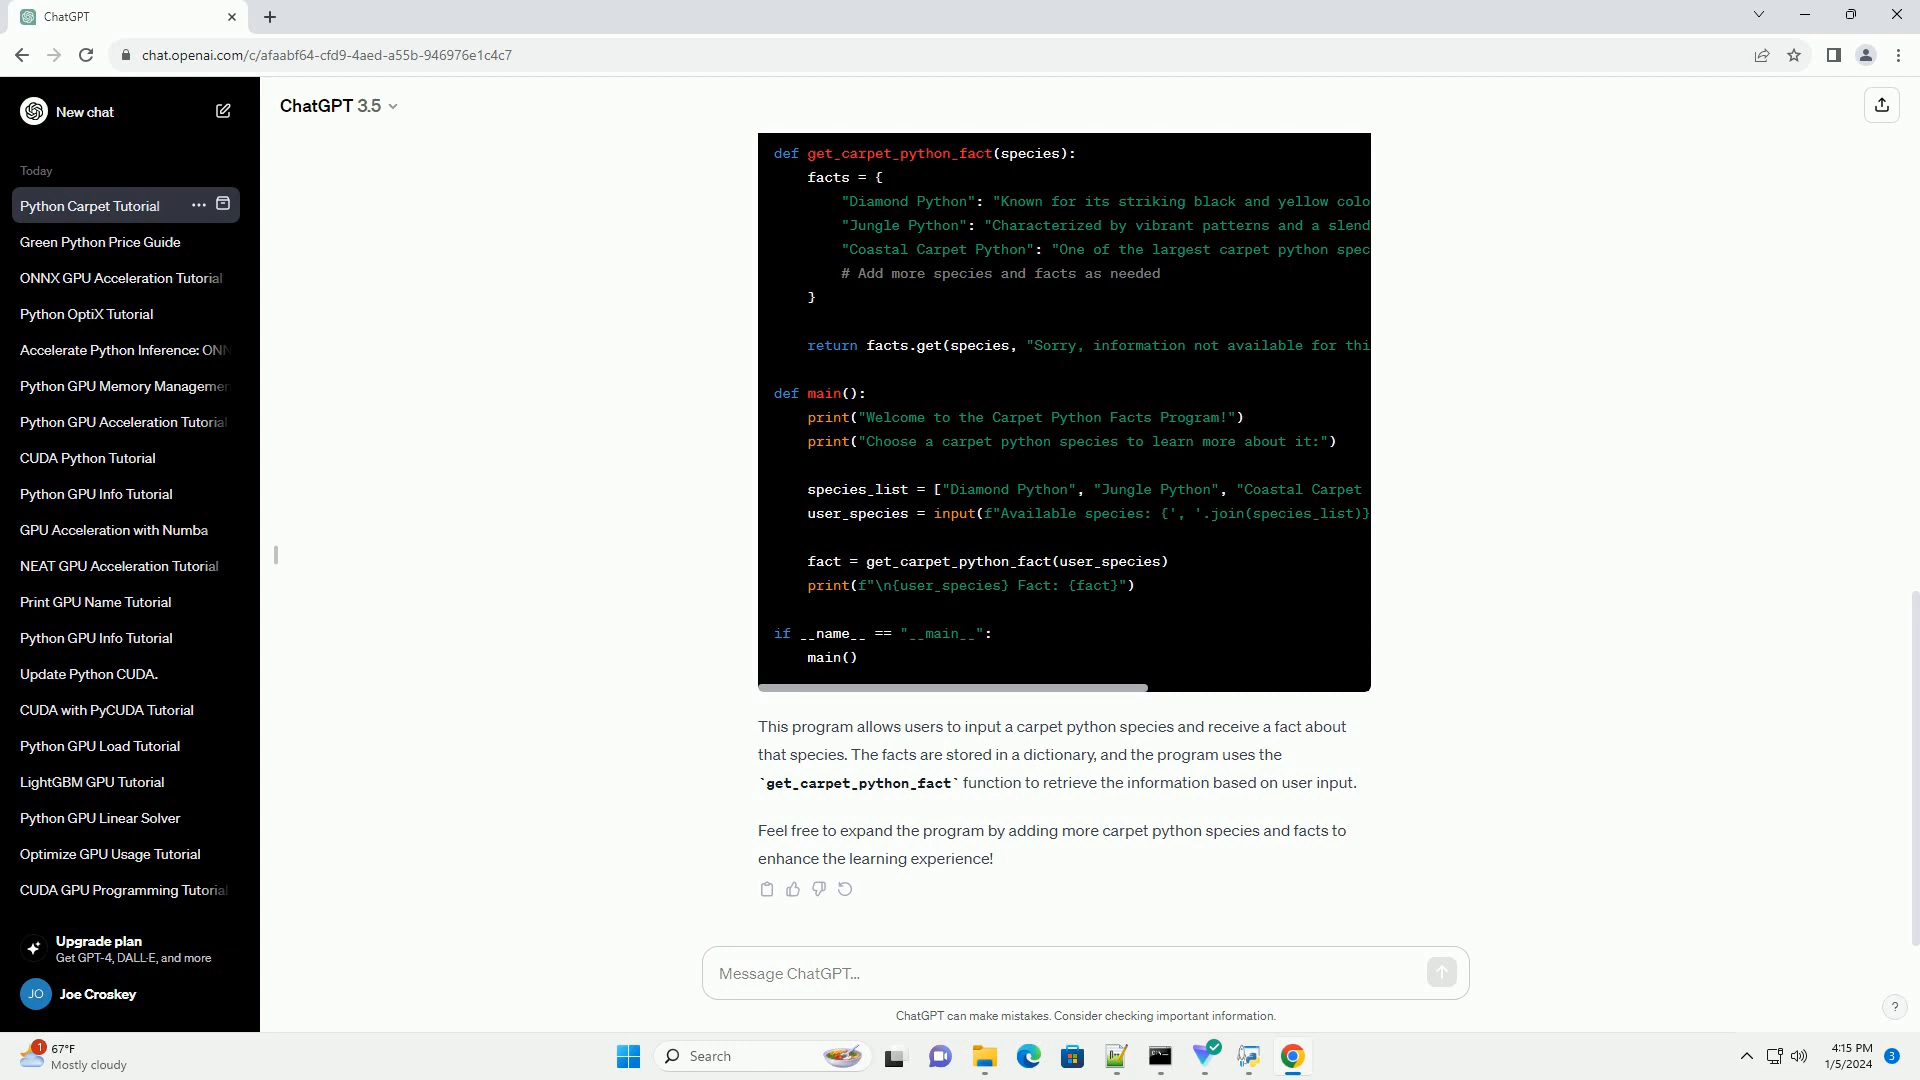 ChatGPT
chat.openai.com/c/afaabf64-cfd9-4aed-a55b-946976e1c4c7
New chat
ChatGPT 3.5
Today
Python Carpet Tutorial
Green Python Price Guide
ONNX GPU Acceleration Tutorial
Python OptiX Tutorial
Accelerate Python Inference: ONN
Python GPU Memory Managemen
Python GPU Acceleration Tutorial
CUDA Python Tutorial
Python GPU Info Tutorial
GPU Acceleration with Numba
NEAT GPU Acceleration Tutorial
Print GPU Name Tutorial
Python GPU Info Tutorial
Update Python CUDA.
CUDA with PyCUDA Tutorial
Python GPU Load Tutorial
LightGBM GPU Tutorial
Python GPU Linear Solver
Optimize GPU Usage Tutorial
CUDA GPU Programming Tutorial
Upgrade plan
Get GPT-4, DALL·E, and more
JO Joe Croskey
def get_carpet_python_fact(species):
facts = {
"Diamond Python": "Known for its striking black and yellow colo
"Jungle Python": "Characterized by vibrant patterns and a slend
"Coastal Carpet Python": "One of the largest carpet python spec
# Add more species and facts as needed
}
return facts.get(species, "Sorry, information not available for thi
def main():
print("Welcome to the Carpet Python Facts Program!")
print("Choose a carpet python species to learn more about it:")
species_list = ["Diamond Python", "Jungle Python", "Coastal Carpet
user_species = input(f"Available species: {', '.join(species_list)}
fact = get_carpet_python_fact(user_species)
print(f"\n{user_species} Fact: {fact}")
if __name__ == "__main__":
main()
This program allows users to input a carpet python species and receive a fact about
that species. The facts are stored in a dictionary, and the program uses the
`get_carpet_python_fact` function to retrieve the information based on user input.
Feel free to expand the program by adding more carpet python species and facts to
enhance the learning experience!
Message ChatGPT...
ChatGPT can make mistakes. Consider checking important information.
?
1
67°F
Mostly cloudy
Search
4:15 PM
1/5/2024
3